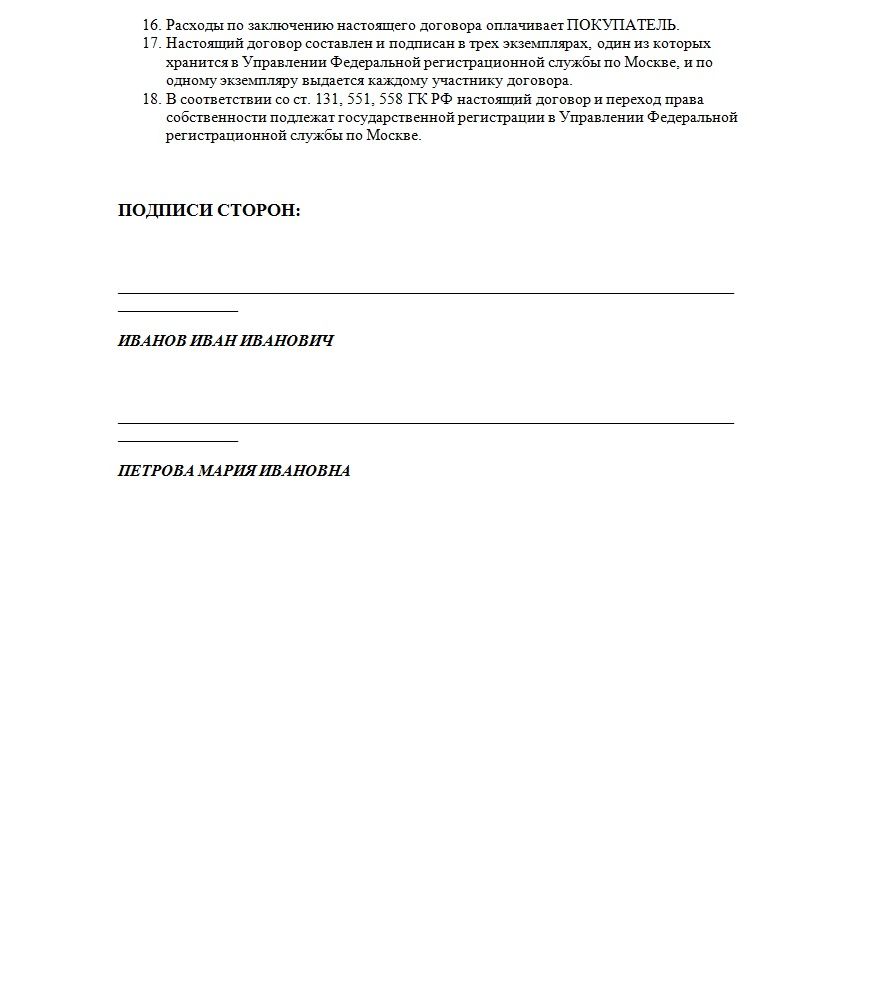 16. Расходы по заключению настоящего договора оплачивает ПОКУПАТЕЛЬ.
17. Настоящий договор составлен и подписан в трех экземплярах, один из которых
хранится в Управлении Федеральной регистрационной службы по Москве, и по
одному экземпляру выдается каждому участнику договора.
18. В соответствии со ст. 131, 551, 558 ГК РФ настоящий договор и переход права
собственности подлежат государственной регистрации в Управлении Федеральной
регистрационной службы по Москве.
ПОДПИСИ СТОРОН:
ИВАНОВ ИВАН ИВАНОВИЧ
ПЕТРОВА МАРИЯ ИВАНОВНА